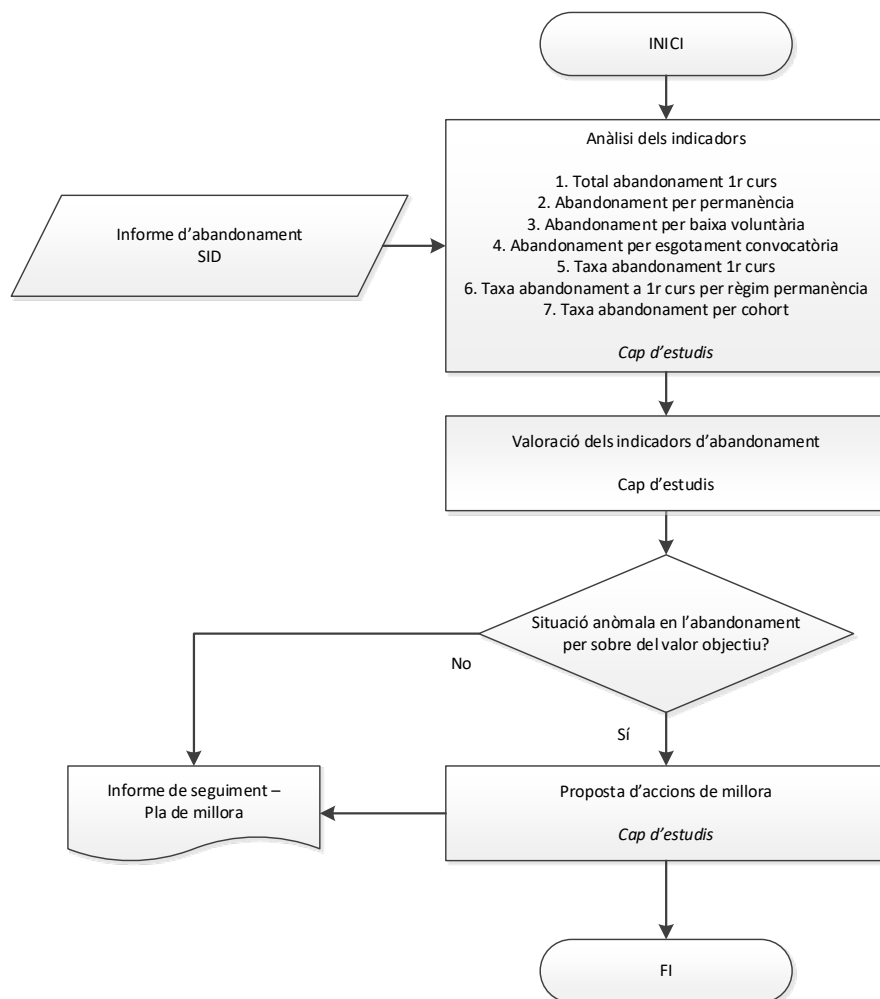 INICI
Anàlisi dels indicadors
1. Total abandonament 1r curs
2. Abandonament per permanència
3. Abandonament per baixa voluntària
4. Abandonament per esgotament convocatòria
5. Taxa abandonament 1r curs
6. Taxa abandonament a 1r curs per règim permanència
7. Taxa abandonament per cohort
Cap d’estudis
Informe d’abandonament
SID
Valoració dels indicadors d’abandonament
Cap d’estudis
Situació anòmala en l’abandonament
per sobre del valor objectiu?
No
Sí
Informe de seguiment –
Pla de millora
Proposta d’accions de millora
Cap d’estudis
FI